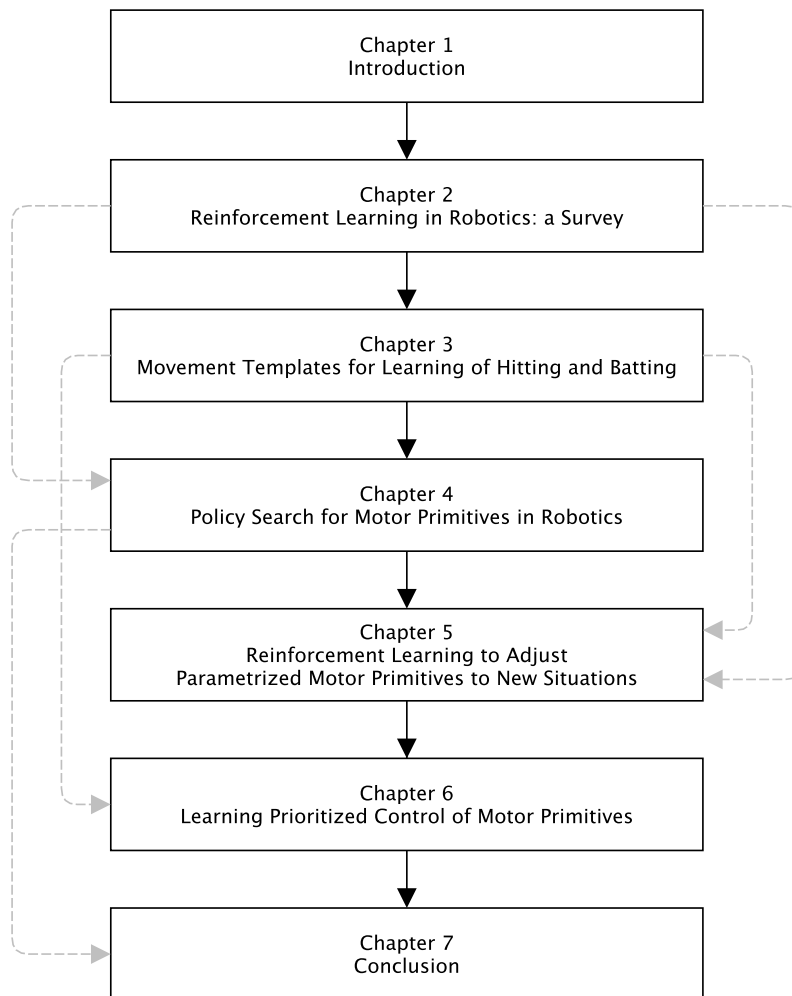 Chapter 1
Introduction
Chapter 2
Reinforcement Learning in Robotics: a Survey
Chapter 3
Movement Templates for Learning of Hitting and Batting
Chapter 4
Policy Search for Motor Primitives in Robotics
Chapter 5
Reinforcement Learning to Adjust
Parametrized Motor Primitives to New Situations
Chapter 6
Learning Prioritized Control of Motor Primitives
Chapter 7
Conclusion